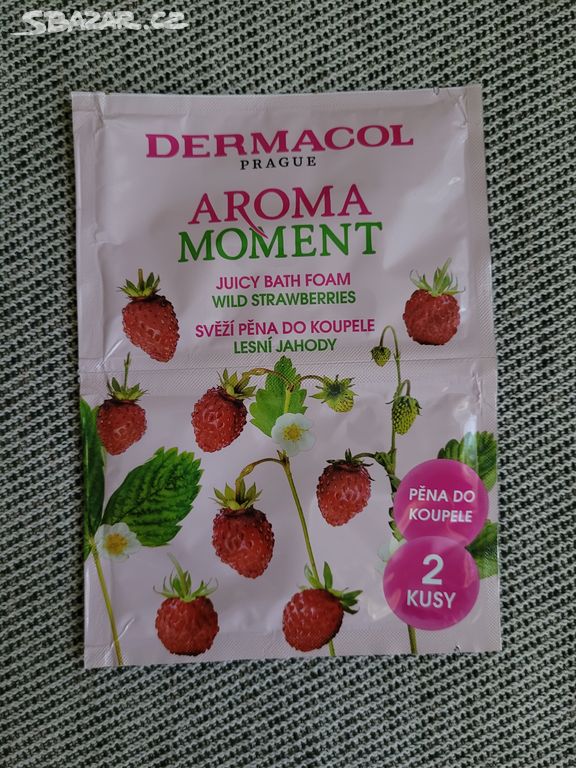 SBAZAR.CZ
DERMACOL
PRAGUE
AROMA
MOMENT
JUICY BATH FOAM
WILD STRAWBERRIES
SVĚŽÍ PĚNA DO KOUPELE
LESNÍ JAHODY
PĚNA DO
KOUPELE
2
KUSY